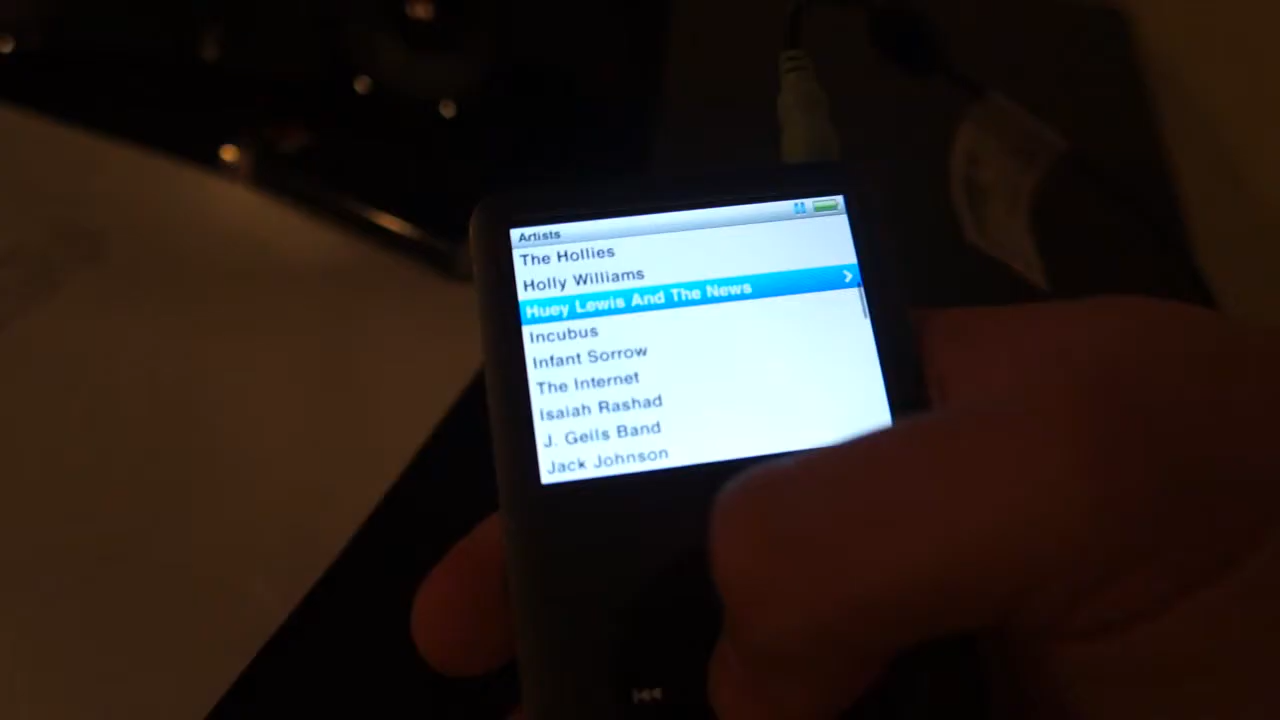 Artists
The Hollies
Holly Williams
Huey Lewis And The News
Incubus
Infant Sorrow
The Internet
Isaiah Rashad
J. Geils Band
Jack Johnson